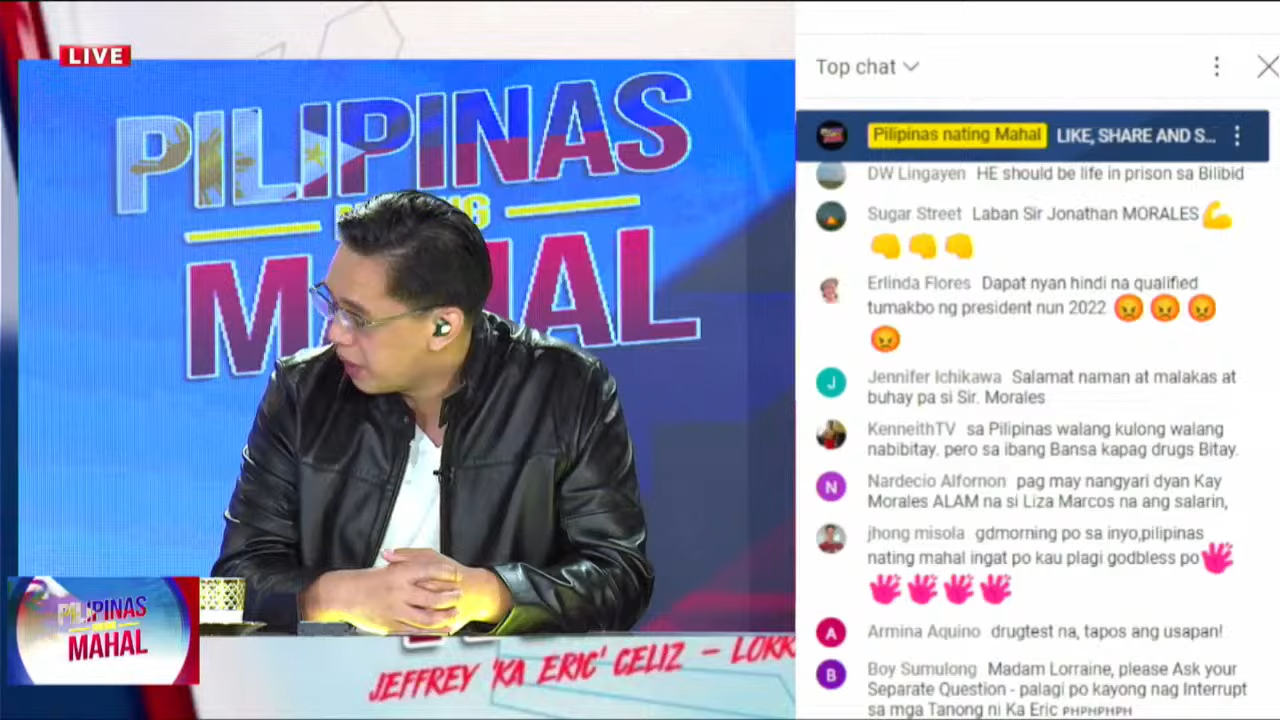 LIVE
PILIPINAS
MAHAL
PILIPINAS
MAHAL
JEFFREY 'KA ERIC' CELIZ – LORR
Top chat
Pilipinas nating Mahal LIKE, SHARE AND S...
DW Lingayen HE should be life in prison sa Bilibid
Sugar Street Laban Sir Jonathan MORALES💪
👊👊👊
Erlinda Flores Dapat nyan hindi na qualified
tumakbo ng president nun 2022 😡 😡 😡
😡
J
Jennifer Ichikawa Salamat naman at malakas at
buhay pa si Sir. Morales
KenneithTV sa Pilipinas walang kulong walang
nabibitay. pero sa ibang Bansa kapag drugs Bitay.
N
Nardecio Alfornon pag may nangyari dyan Kay
Morales ALAM na si Liza Marcos na ang salarin,
jhong misola gdmorning po sa inyo,pilipinas
nating mahal ingat po kau plagi godbless po
A
Armina Aquino drugtest na, tapos ang usapan!
B
Boy Sumulong Madam Lorraine, please Ask your
Separate Question - palagi po kayong nag Interrupt
sa mga Tanong ni Ka Eric PHPHPHPH